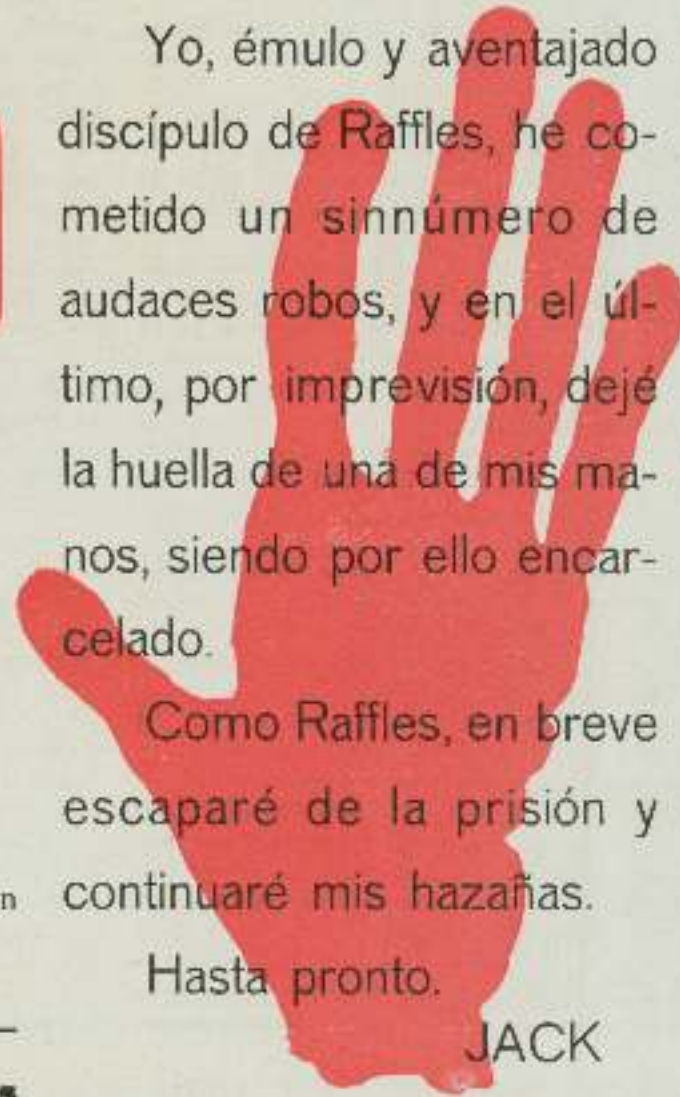 Yo, émulo y aventajado
discípulo de Raffles, he co-
metido un sinnúmero de
audaces robos, y en el úl-
timo, por imprevisión, dejé
la huella de una de mis ma-
nos, siendo por ello encar-
celado.
Como Raffles, en breve
escaparé de la prisión y
n continuaré mis hazañas.
Hasta pronto.
JACK